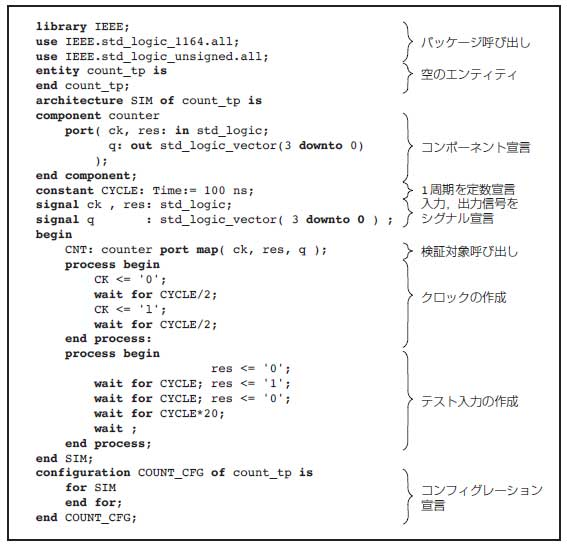 library IEEE;
use IEEE.std_logic_1164.all;
use IEEE.std_logic_unsigned.all;
パッケージ呼び出し
entity count_tp is
end count_tp;
空のエンティティ
architecture SIM of count_tp is
component counter
port( ck, res: in std_logic;
q: out std_logic_vector(3 downto 0)
);
end component;
コンポーネント宣言
constant CYCLE: Time:= 100 ns;
1周期を定数宣言
signal ck , res: std_logic;
signal q : std_logic_vector( 3 downto 0 ) ;
入力，出力信号を
シグナル宣言
begin
CNT: counter port map( ck, res, q );
検証対象呼び出し
process begin
CK <= '0';
wait for CYCLE/2;
CK <= '1';
wait for CYCLE/2;
end process:
クロックの作成
process begin
res <= '0';
wait for CYCLE; res <= '1';
wait for CYCLE; res <= '0';
wait for CYCLE*20;
wait ;
end process;
テスト入力の作成
end SIM;
configuration COUNT_CFG of count_tp is
for SIM
end for;
end COUNT_CFG;
コンフィグレーション
宣言